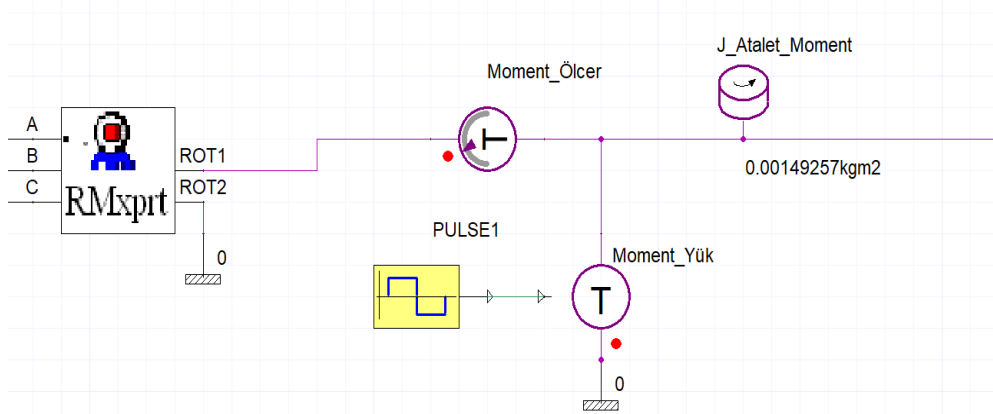 J_Atalet_Moment
Moment_Ölcer
A
B
C
ROT1
ROT2
RMxprt
0.00149257kgm2
PULSE1
0
Moment_Yük
T
T
0